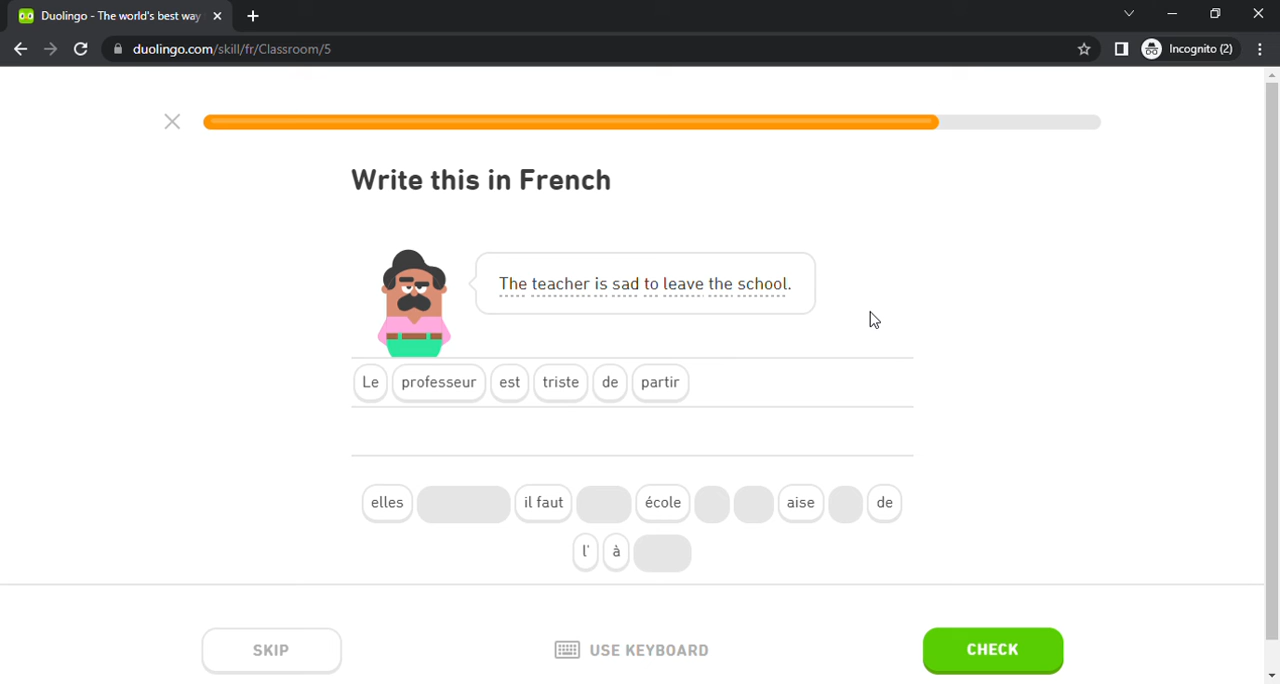 Duolingo - The world's best way
duolingo.com/skill/fr/Classroom/5
Incognito (2)
Write this in French
The teacher is sad to leave the school.
Le professeur est triste de partir
elles il faut école aise de
l' à
SKIP USE KEYBOARD CHECK